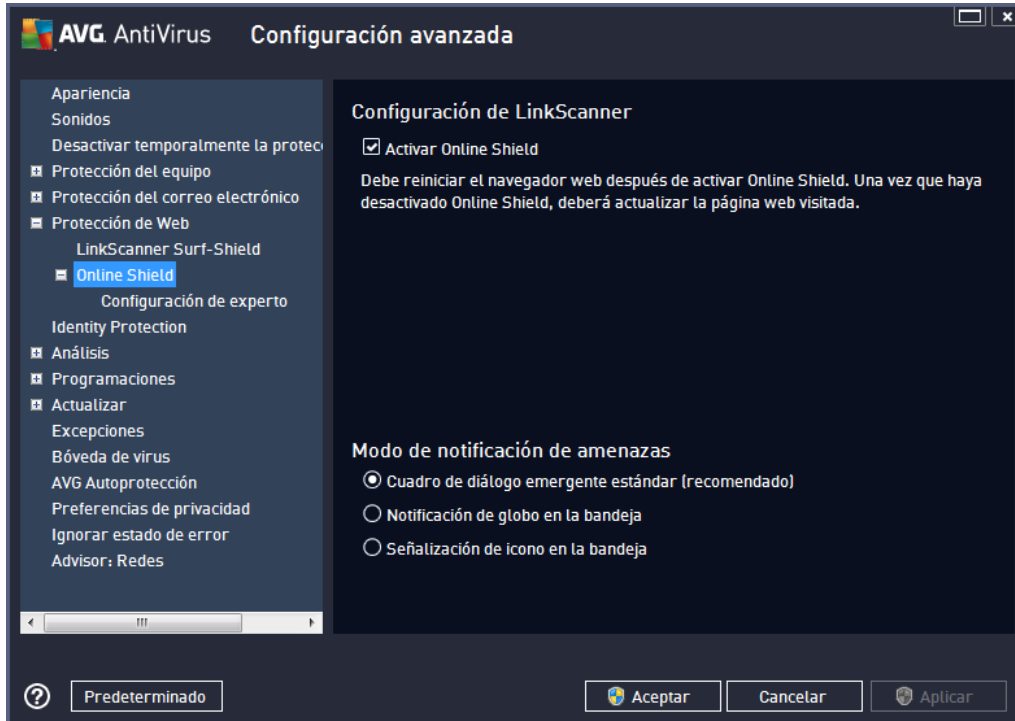 AVG. AntiVirus Configuración avanzada
Apariencia
Sonidos
Desactivar temporalmente la protec
Protección del equipo
Protección del correo electrónico
Protección de Web
LinkScanner Surf-Shield
Online Shield
Configuración de experto
Identity Protection
Análisis
Programaciones
Actualizar
Excepciones
Bóveda de virus
AVG Autoprotección
Preferencias de privacidad
Ignorar estado de error
Advisor: Redes
Configuración de LinkScanner
Activar Online Shield
Debe reiniciar el navegador web después de activar Online Shield. Una vez que haya
desactivado Online Shield, deberá actualizar la página web visitada.
Modo de notificación de amenazas
Cuadro de diálogo emergente estándar (recomendado)
Notificación de globo en la bandeja
Señalización de icono en la bandeja
? Predeterminado Aceptar Cancelar Aplicar